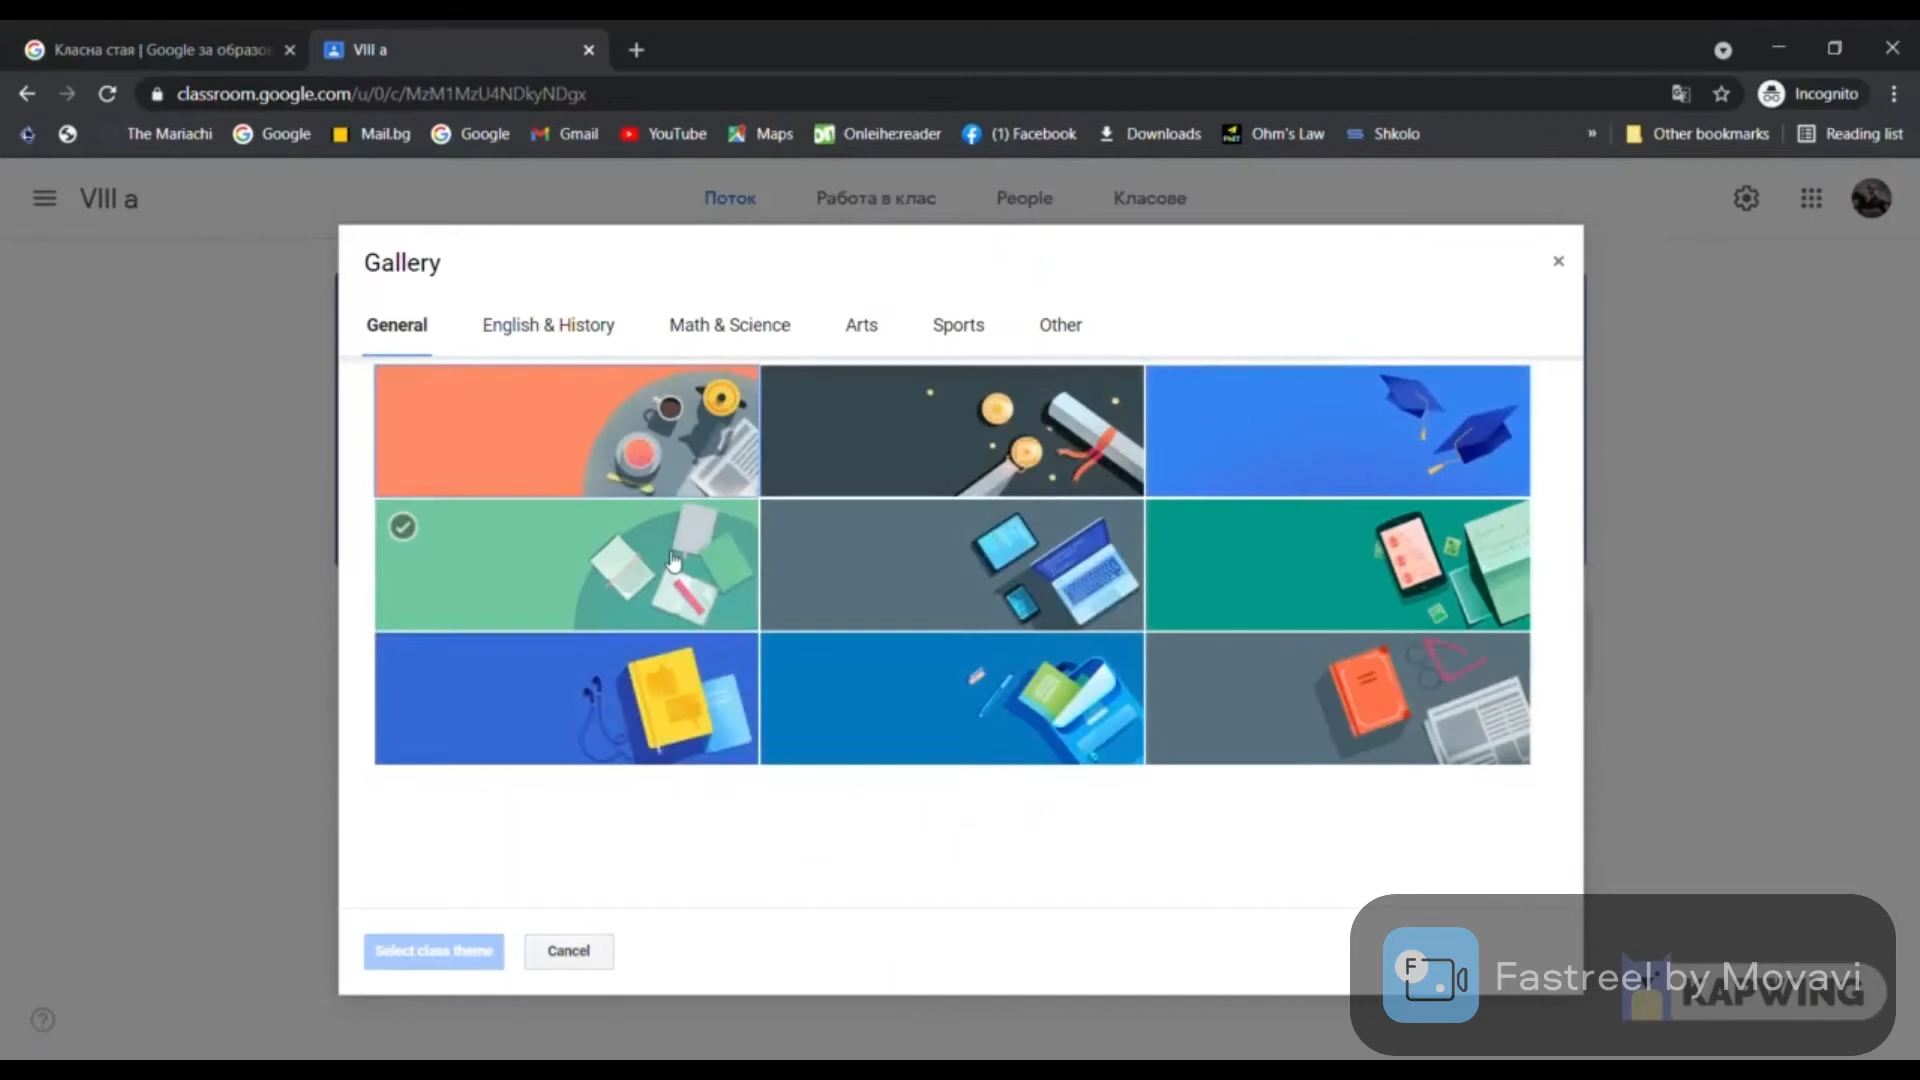 Класна стая | Google за образо
VIII a
classroom.google.com/u/0/c/MzM1MzU4NDkyNDgx
Incognito
The Mariachi
Google
Mail.bg
Google
Gmail
YouTube
Maps
Onleihe:reader
(1) Facebook
Downloads
Ohm's Law
Shkolo
»
Other bookmarks
Reading list
VIII a
Поток
Работа в клас
People
Класове
Gallery
General
English & History
Math & Science
Arts
Sports
Other
Select class theme
Cancel
F
Fastreel by Movavi
KAPWING